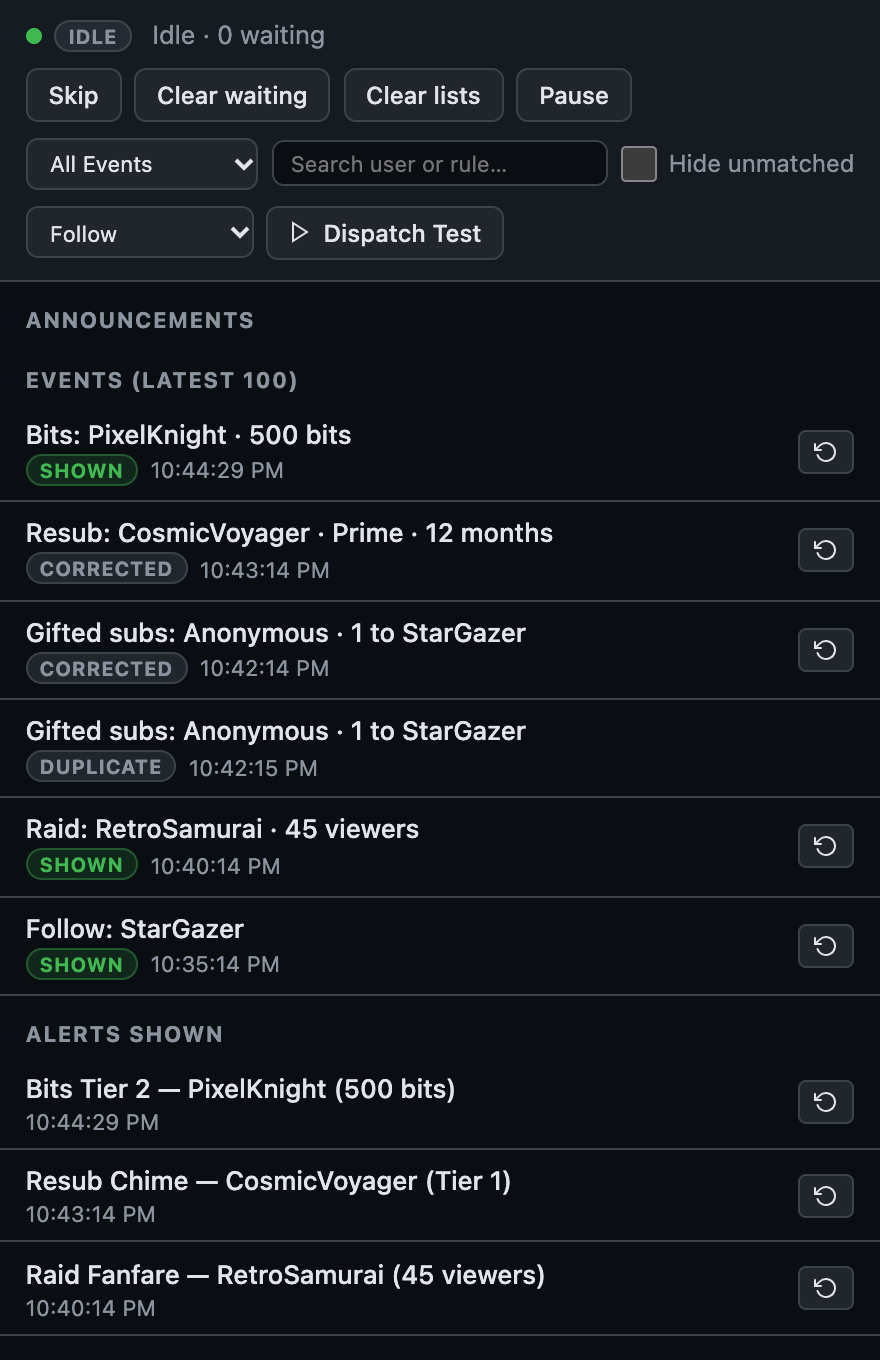 IDLE Idle · 0 waiting
Skip Clear waiting Clear lists Pause
All Events Search user or rule... Hide unmatched
Follow Dispatch Test
ANNOUNCEMENTS
EVENTS (LATEST 100)
Bits: PixelKnight · 500 bits
SHOWN 10:44:29 PM
Resub: CosmicVoyager · Prime · 12 months
CORRECTED 10:43:14 PM
Gifted subs: Anonymous · 1 to StarGazer
CORRECTED 10:42:14 PM
Gifted subs: Anonymous · 1 to StarGazer
DUPLICATE 10:42:15 PM
Raid: RetroSamurai · 45 viewers
SHOWN 10:40:14 PM
Follow: StarGazer
SHOWN 10:35:14 PM
ALERTS SHOWN
Bits Tier 2 — PixelKnight (500 bits)
10:44:29 PM
Resub Chime — CosmicVoyager (Tier 1)
10:43:14 PM
Raid Fanfare — RetroSamurai (45 viewers)
10:40:14 PM